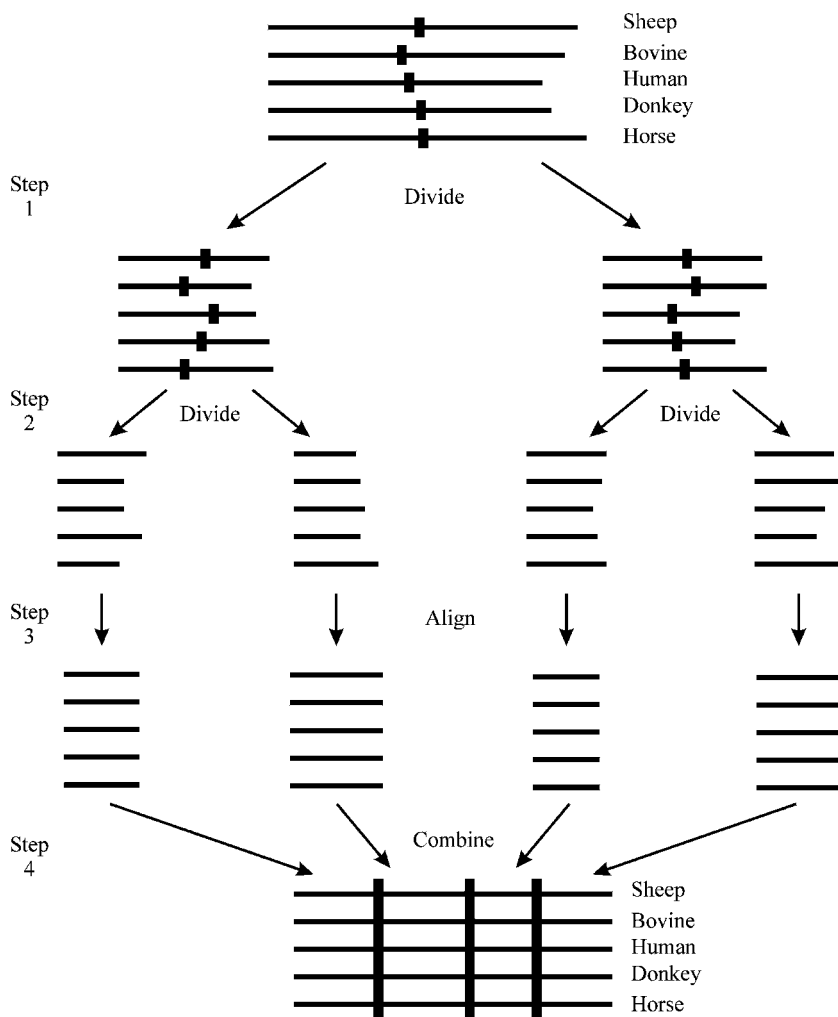 Sheep
Bovine
Human
Donkey
Horse
Step
1
Divide
Step
2
Divide
Divide
Step
3
Align
Step
4
Combine
Sheep
Bovine
Human
Donkey
Horse